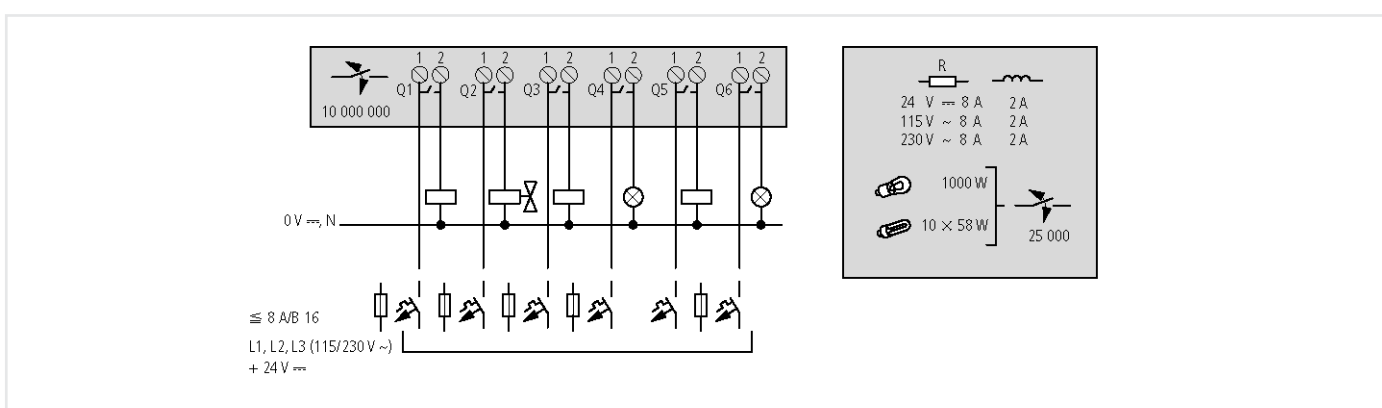 1 2 1 2 1 2 1 2 1 2 1 2
Q1 Q2 Q3 Q4 Q5 Q6
10 000 000
0 V ⎓, N
≦ 8 A/B 16
L1, L2, L3 (115/230 V ~)
+ 24 V ⎓
R
24 V ⎓ 8 A 2 A
115 V ~ 8 A 2 A
230 V ~ 8 A 2 A
1000 W
10 × 58 W
25 000